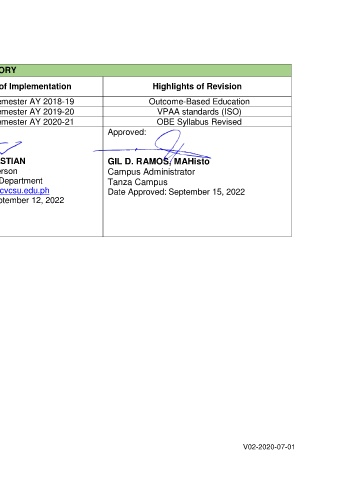 ORY
of Implementation Highlights of Revision
emester AY 2018-19 Outcome-Based Education
emester AY 2019-20 VPAA standards (ISO)
emester AY 2020-21 OBE Syllabus Revised
Approved:
STIAN
erson
Department
cvcsu.edu.ph
ptember 12, 2022
GIL D. RAMOS, MAHisto
Campus Administrator
Tanza Campus
Date Approved: September 15, 2022
V02-2020-07-01